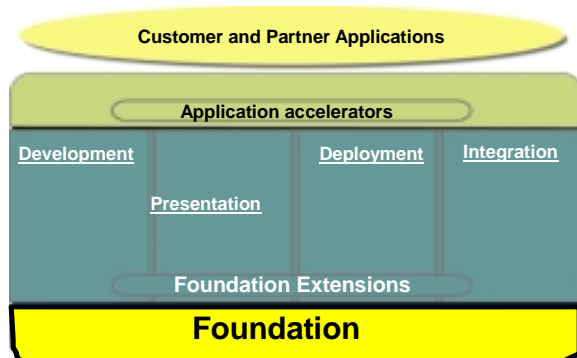 Customer and Partner Applications
Application accelerators
Development
Deployment
Integration
Presentation
Foundation Extensions
Foundation